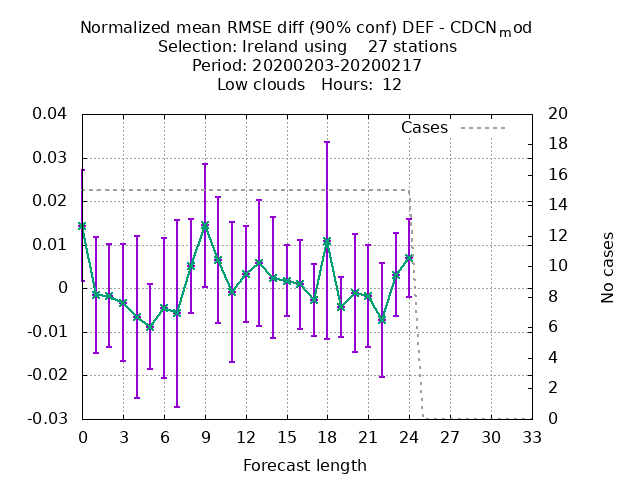 Normalized mean RMSE diff (90% conf) DEF - CDCNmod
Selection: Ireland using    27 stations
Period: 20200203-20200217
Low clouds   Hours:  12
Cases
0.04
0.03
0.02
0.01
0
-0.01
-0.02
-0.03
20
18
16
14
12
10
8
6
4
2
0
No cases
0 3 6 9 12 15 18 21 24 27 30 33
Forecast length